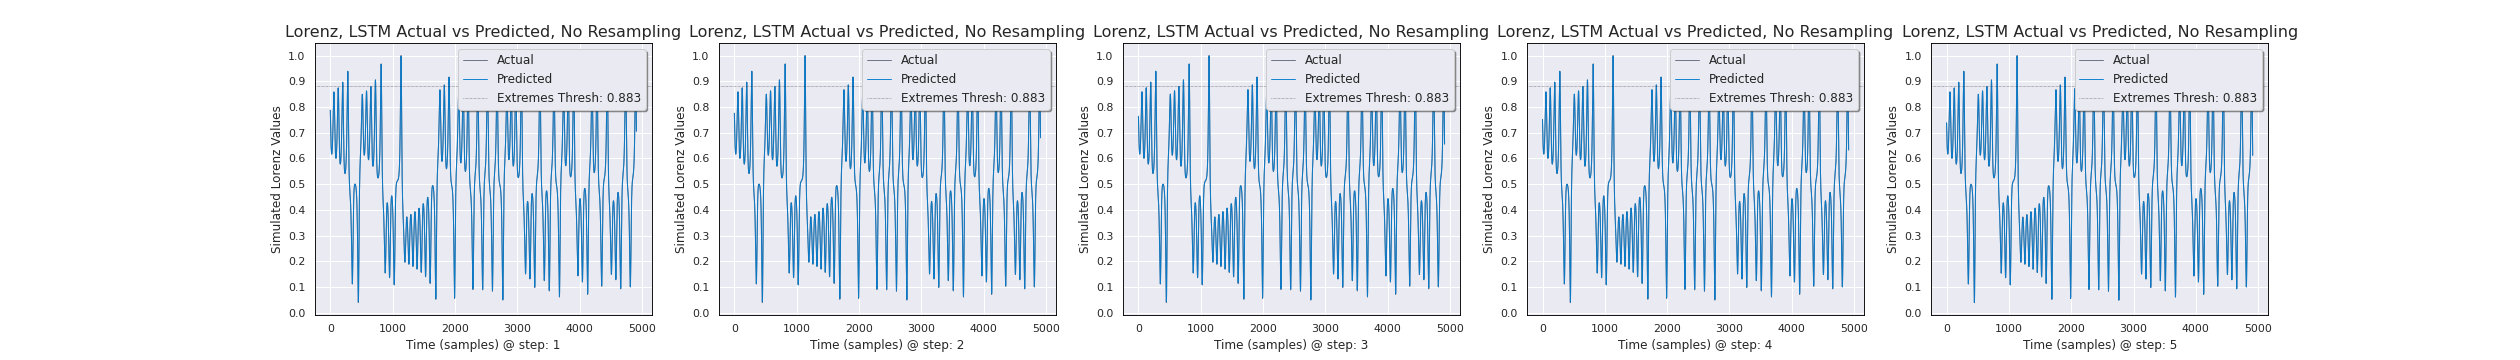 Lorenz, LSTM Actual vs Predicted, No Resampling
Simulated Lorenz Values
1.0
0.9
0.8
0.7
0.6
0.5
0.4
0.3
0.2
0.1
0.0
Actual
Predicted
Extremes Thresh: 0.883
0 1000 2000 3000 4000 5000
Time (samples) @ step: 1
Lorenz, LSTM Actual vs Predicted, No Resampling
Simulated Lorenz Values
1.0
0.9
0.8
0.7
0.6
0.5
0.4
0.3
0.2
0.1
0.0
Actual
Predicted
Extremes Thresh: 0.883
0 1000 2000 3000 4000 5000
Time (samples) @ step: 2
Lorenz, LSTM Actual vs Predicted, No Resampling
Simulated Lorenz Values
1.0
0.9
0.8
0.7
0.6
0.5
0.4
0.3
0.2
0.1
0.0
Actual
Predicted
Extremes Thresh: 0.883
0 1000 2000 3000 4000 5000
Time (samples) @ step: 3
Lorenz, LSTM Actual vs Predicted, No Resampling
Simulated Lorenz Values
1.0
0.9
0.8
0.7
0.6
0.5
0.4
0.3
0.2
0.1
0.0
Actual
Predicted
Extremes Thresh: 0.883
0 1000 2000 3000 4000 5000
Time (samples) @ step: 4
Lorenz, LSTM Actual vs Predicted, No Resampling
Simulated Lorenz Values
1.0
0.9
0.8
0.7
0.6
0.5
0.4
0.3
0.2
0.1
0.0
Actual
Predicted
Extremes Thresh: 0.883
0 1000 2000 3000 4000 5000
Time (samples) @ step: 5